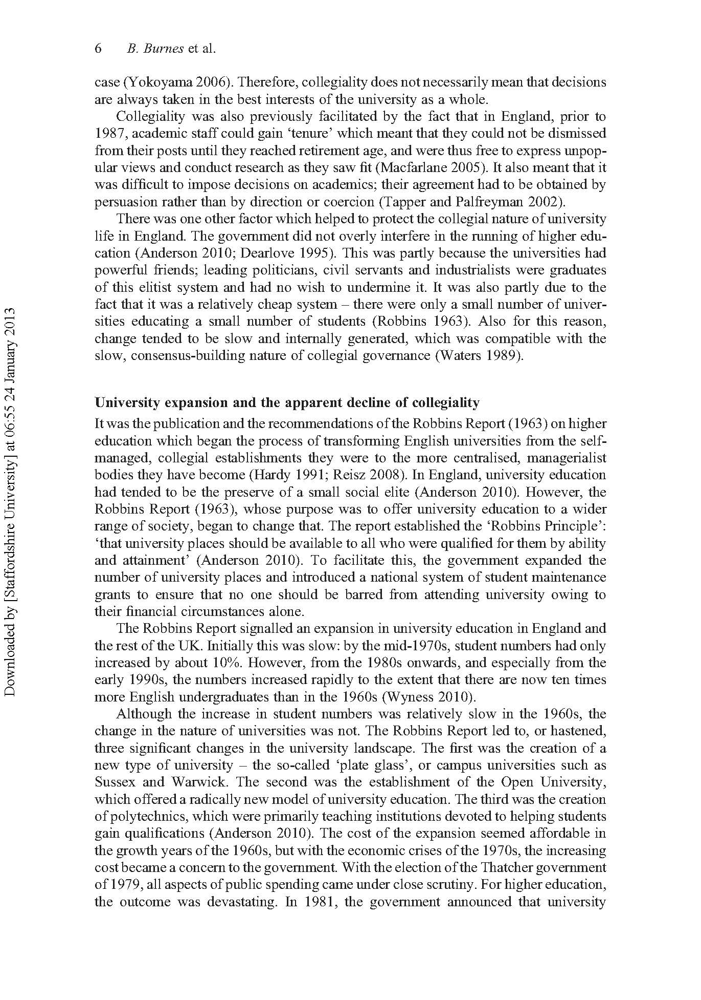 6 B. Burnes et al.
case (Yokoyama 2006). Therefore, collegiality does not necessarily mean that decisions
are always taken in the best interests of the university as a whole.
Collegiality was also previously facilitated by the fact that in England, prior to
1987, academic staff could gain ‘tenure’ which meant that they could not be dismissed
from their posts until they reached retirement age, and were thus free to express unpop-
ular views and conduct research as they saw fit (Macfarlane 2005). It also meant that it
was difficult to impose decisions on academics; their agreement had to be obtained by
persuasion rather than by direction or coercion (Tapper and Palfreyman 2002).
There was one other factor which helped to protect the collegial nature of university
life in England. The government did not overly interfere in the running of higher edu-
cation (Anderson 2010; Dearlove 1995). This was partly because the universities had
powerful friends; leading politicians, civil servants and industrialists were graduates
of this elitist system and had no wish to undermine it. It was also partly due to the
fact that it was a relatively cheap system – there were only a small number of univer-
sities educating a small number of students (Robbins 1963). Also for this reason,
change tended to be slow and internally generated, which was compatible with the
slow, consensus-building nature of collegial governance (Waters 1989).
University expansion and the apparent decline of collegiality
It was the publication and the recommendations of the Robbins Report (1963) on higher
education which began the process of transforming English universities from the self-
managed, collegial establishments they were to the more centralised, managerialist
bodies they have become (Hardy 1991; Reisz 2008). In England, university education
had tended to be the preserve of a small social elite (Anderson 2010). However, the
Robbins Report (1963), whose purpose was to offer university education to a wider
range of society, began to change that. The report established the ‘Robbins Principle’:
‘that university places should be available to all who were qualified for them by ability
and attainment’ (Anderson 2010). To facilitate this, the government expanded the
number of university places and introduced a national system of student maintenance
grants to ensure that no one should be barred from attending university owing to
their financial circumstances alone.
The Robbins Report signalled an expansion in university education in England and
the rest of the UK. Initially this was slow: by the mid-1970s, student numbers had only
increased by about 10%. However, from the 1980s onwards, and especially from the
early 1990s, the numbers increased rapidly to the extent that there are now ten times
more English undergraduates than in the 1960s (Wyness 2010).
Although the increase in student numbers was relatively slow in the 1960s, the
change in the nature of universities was not. The Robbins Report led to, or hastened,
three significant changes in the university landscape. The first was the creation of a
new type of university – the so-called ‘plate glass’, or campus universities such as
Sussex and Warwick. The second was the establishment of the Open University,
which offered a radically new model of university education. The third was the creation
of polytechnics, which were primarily teaching institutions devoted to helping students
gain qualifications (Anderson 2010). The cost of the expansion seemed affordable in
the growth years of the 1960s, but with the economic crises of the 1970s, the increasing
cost became a concern to the government. With the election of the Thatcher government
of 1979, all aspects of public spending came under close scrutiny. For higher education,
the outcome was devastating. In 1981, the government announced that university
Downloaded by [Staffordshire University] at 06:55 24 January 2013